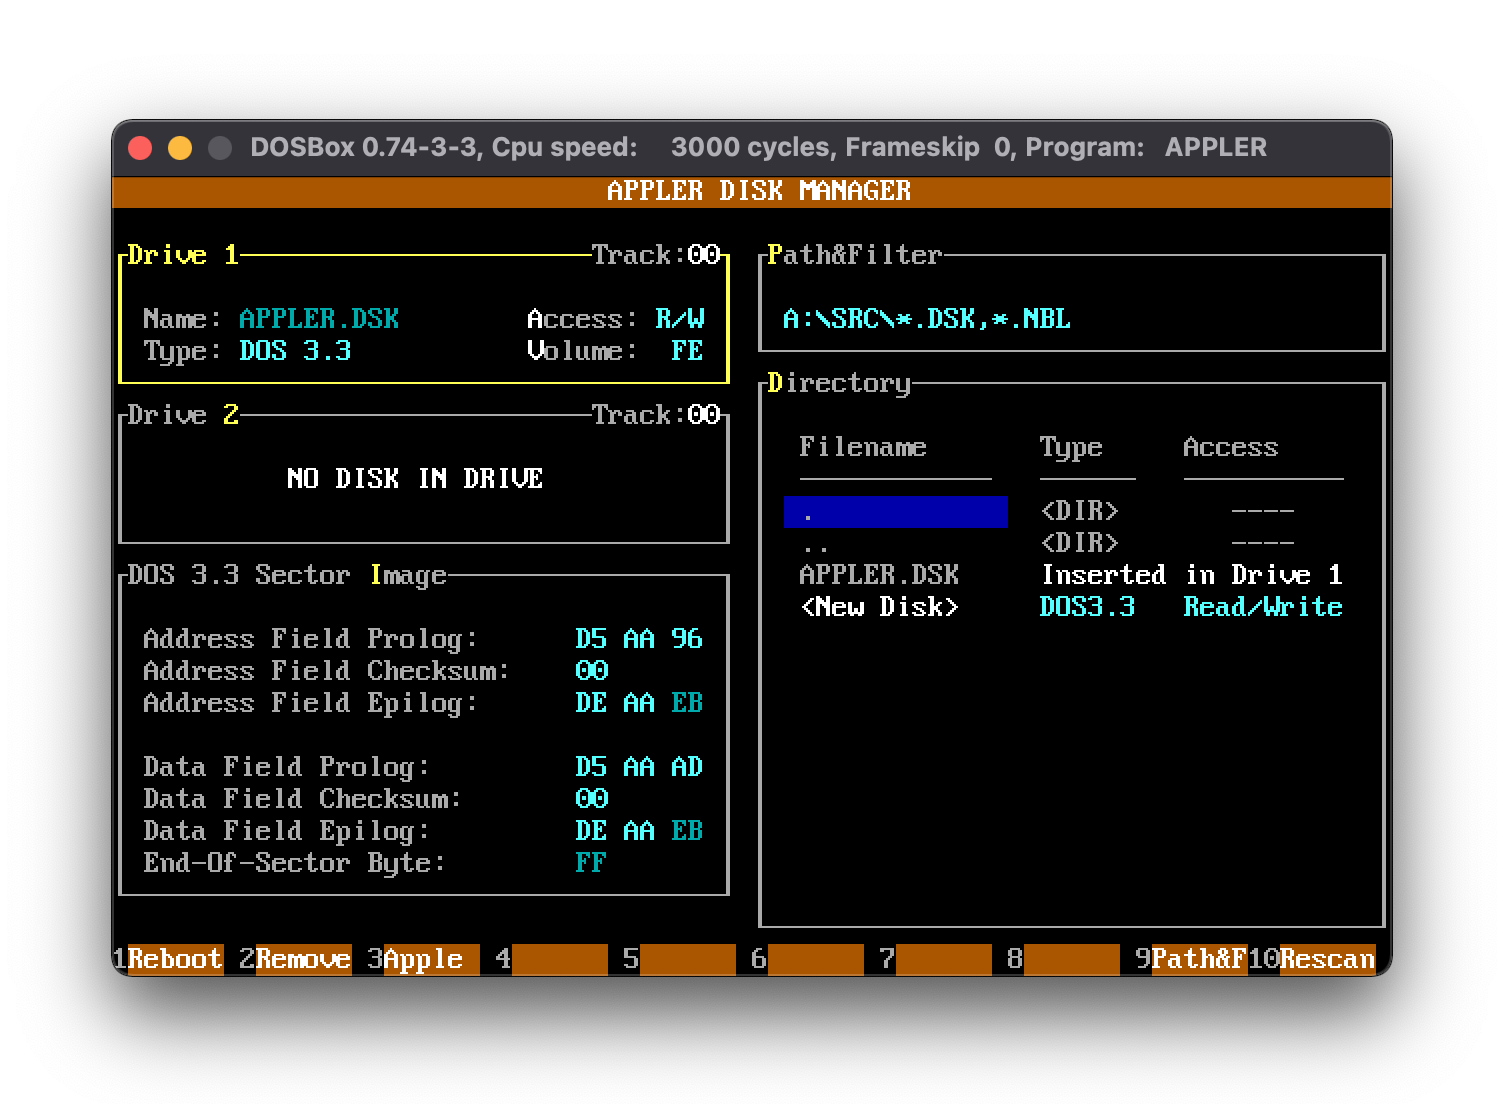 DOSBox 0.74-3-3, Cpu speed: 3000 cycles, Frameskip 0, Program: APPLER
APPLER DISK MANAGER
Drive 1 Track:00
Name: APPLER.DSK Access: R/W
Type: DOS 3.3 Volume: FE
Drive 2 Track:00
NO DISK IN DRIVE
DOS 3.3 Sector Image
Address Field Prolog: D5 AA 96
Address Field Checksum: 00
Address Field Epilog: DE AA EB
Data Field Prolog: D5 AA AD
Data Field Checksum: 00
Data Field Epilog: DE AA EB
End-Of-Sector Byte: FF
Path&Filter
A:\SRC\*.DSK,*.NBL
Directory
Filename Type Access
. <DIR> ----
.. <DIR> ----
APPLER.DSK Inserted in Drive 1
<New Disk> DOS3.3 Read/Write
1Reboot 2Remove 3Apple 4 5 6 7 8 9Path&F10Rescan